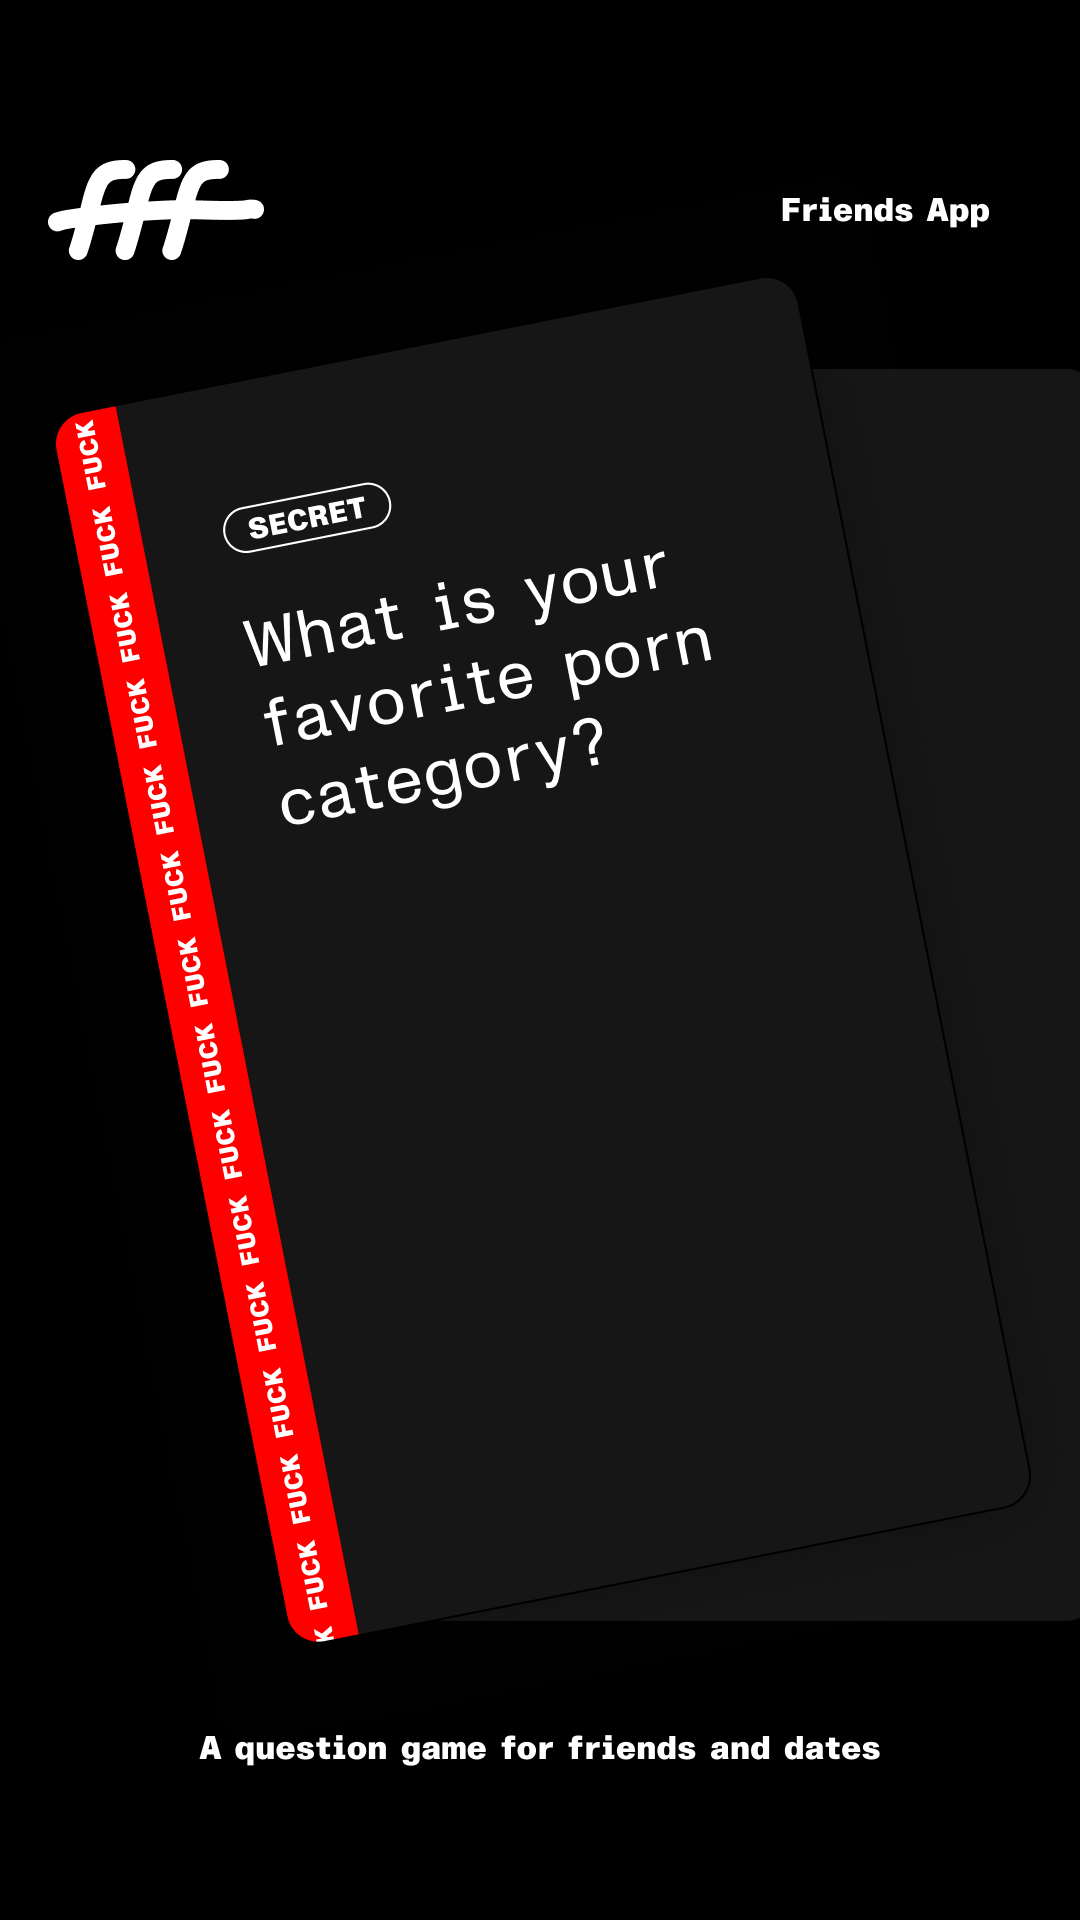 fff
Friends App
SECRET
What is your
favorite porn
category?
FUCK FUCK FUCK FUCK FUCK FUCK FUCK FUCK FUCK FUCK FUCK FUCK FUCK FUCK K
A question game for friends and dates